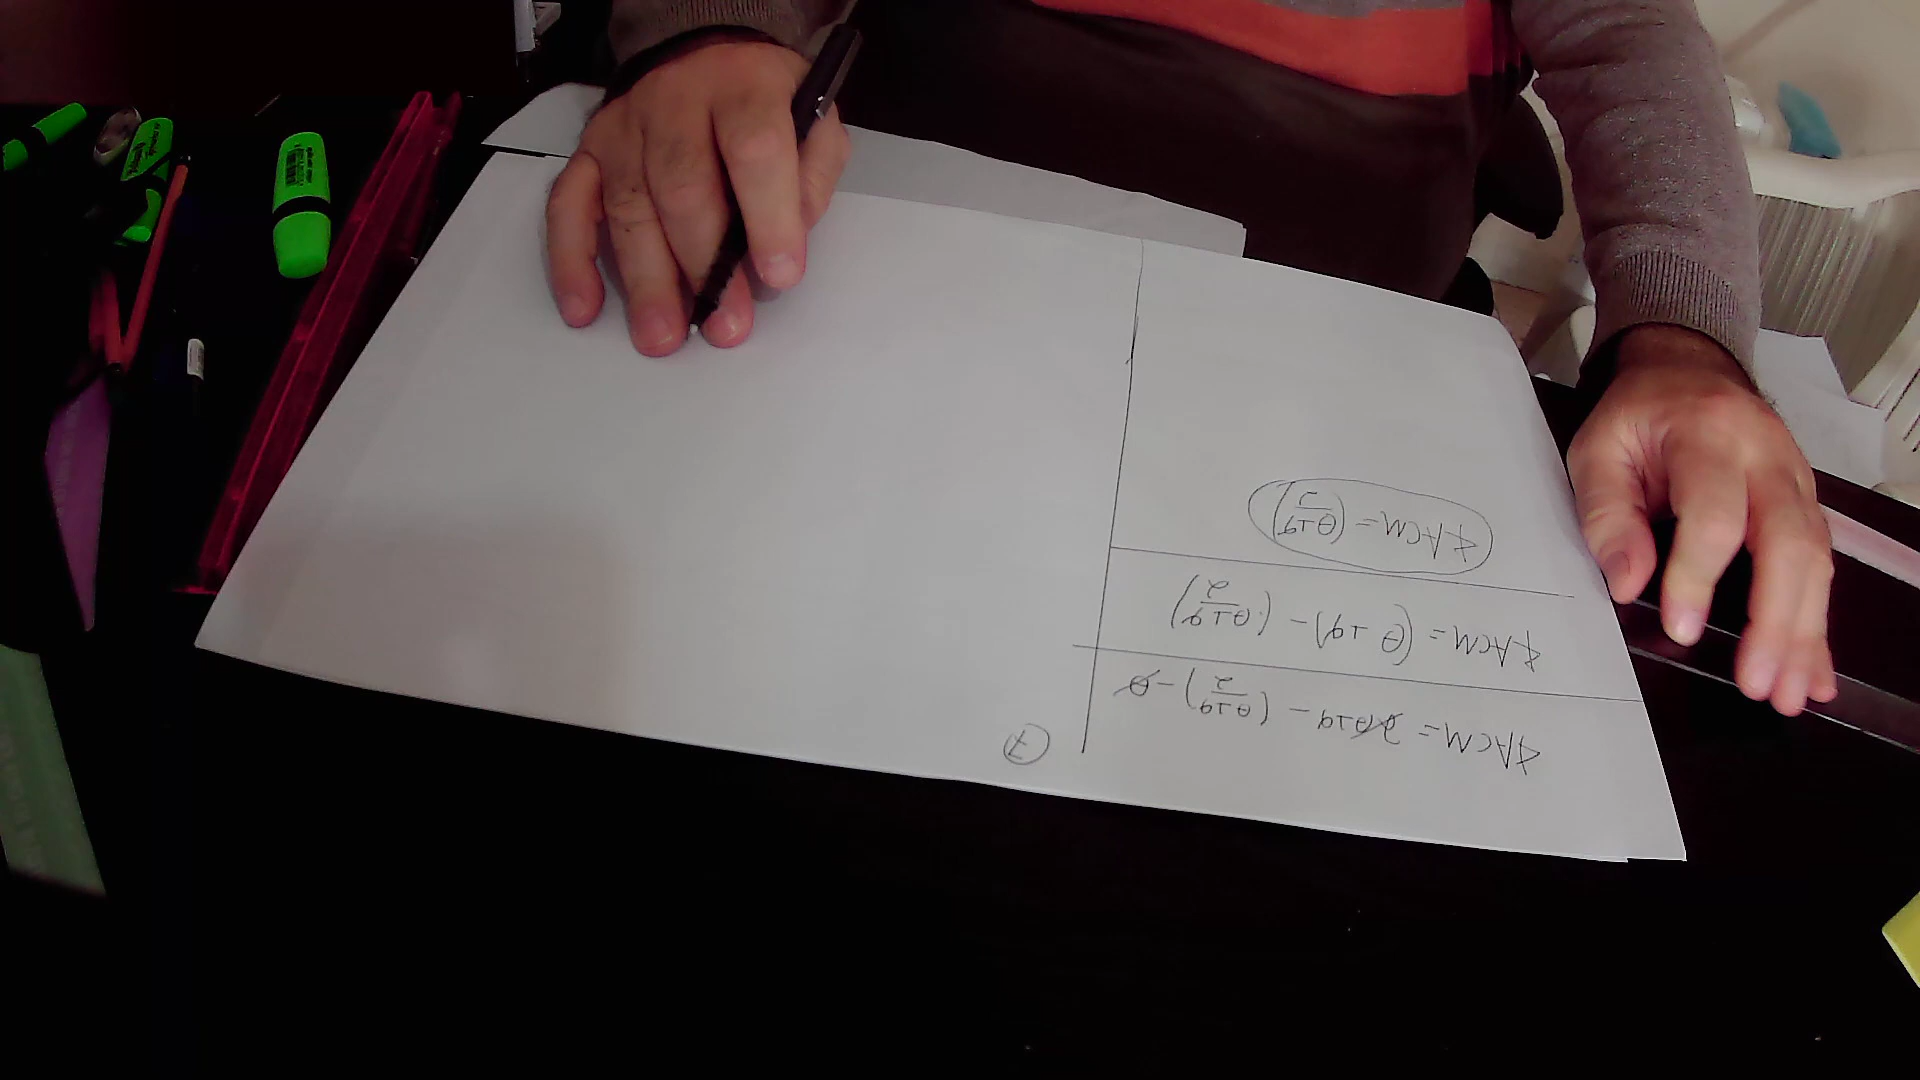 ∡ACM = 2θ+q - (θ+q/2) - θ
∡ACM = (θ+q) - (θ+q/2)
∡ACM = (θ+q/2)
7